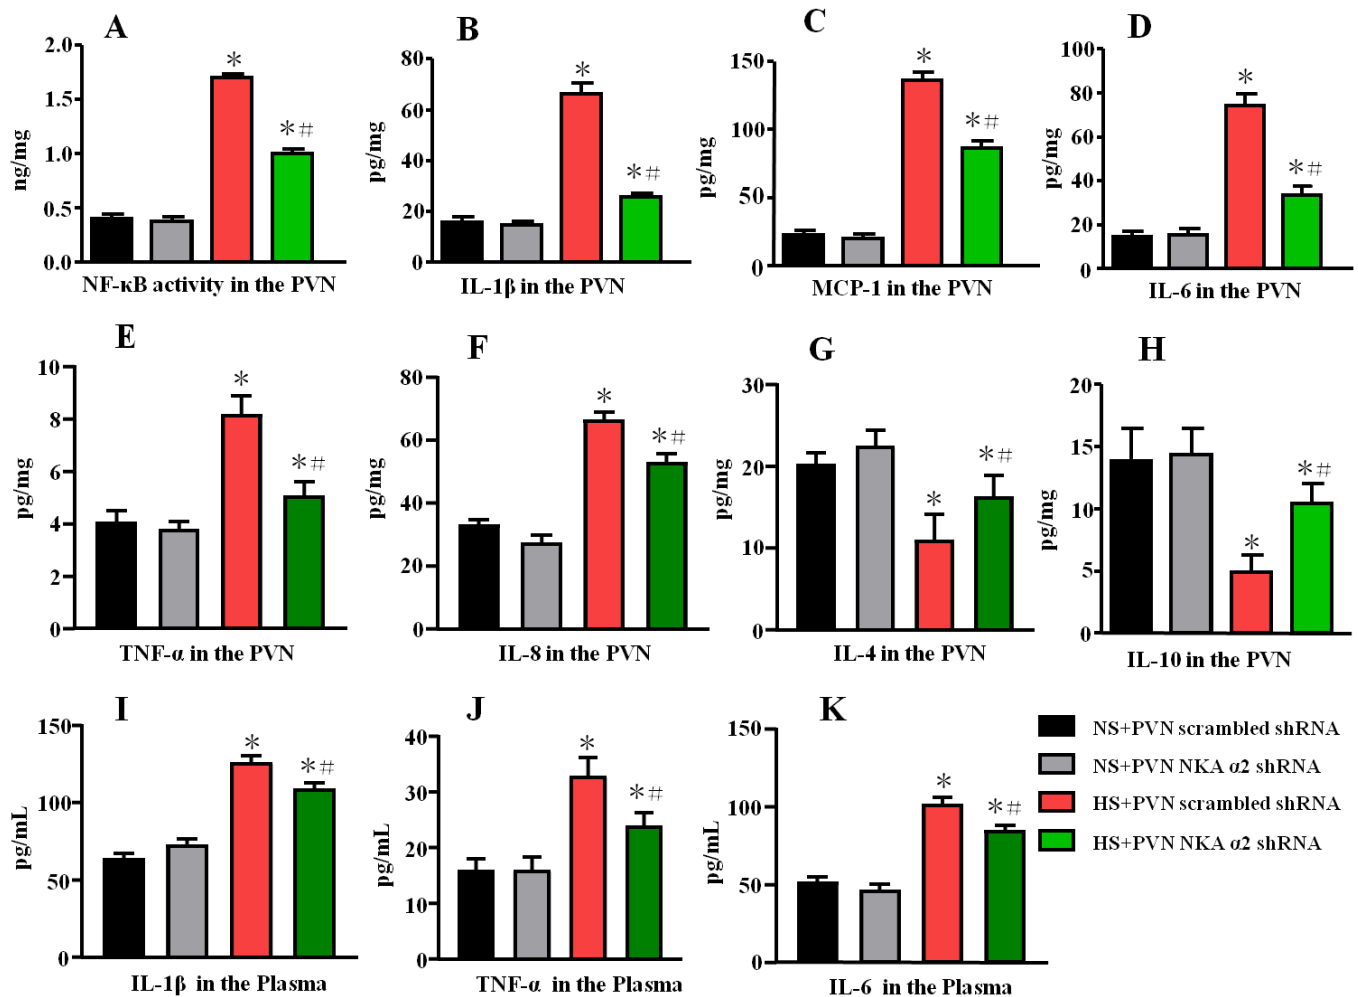 A
2.0
1.5
1.0
0.5
0.0
ng/mg
*
*#
NF-κB activity in the PVN
B
80
60
40
20
0
pg/mg
*
*#
IL-1β in the PVN
C
150
100
50
0
pg/mg
*
*#
MCP-1 in the PVN
D
100
80
60
40
20
0
pg/mg
*
*#
IL-6 in the PVN
E
10
8
6
4
2
0
pg/mg
*
*#
TNF-α in the PVN
F
80
60
40
20
0
pg/mg
*
*#
IL-8 in the PVN
G
30
20
10
0
pg/mg
*
*#
IL-4 in the PVN
H
20
15
10
5
0
pg/mg
*
*#
IL-10 in the PVN
I
150
100
50
0
pg/mL
*
*#
IL-1β in the Plasma
J
40
30
20
10
0
pg/mL
*
*#
TNF-α in the Plasma
K
150
100
50
0
pg/mL
*
*#
IL-6 in the Plasma
NS+PVN scrambled shRNA
NS+PVN NKA α2 shRNA
HS+PVN scrambled shRNA
HS+PVN NKA α2 shRNA